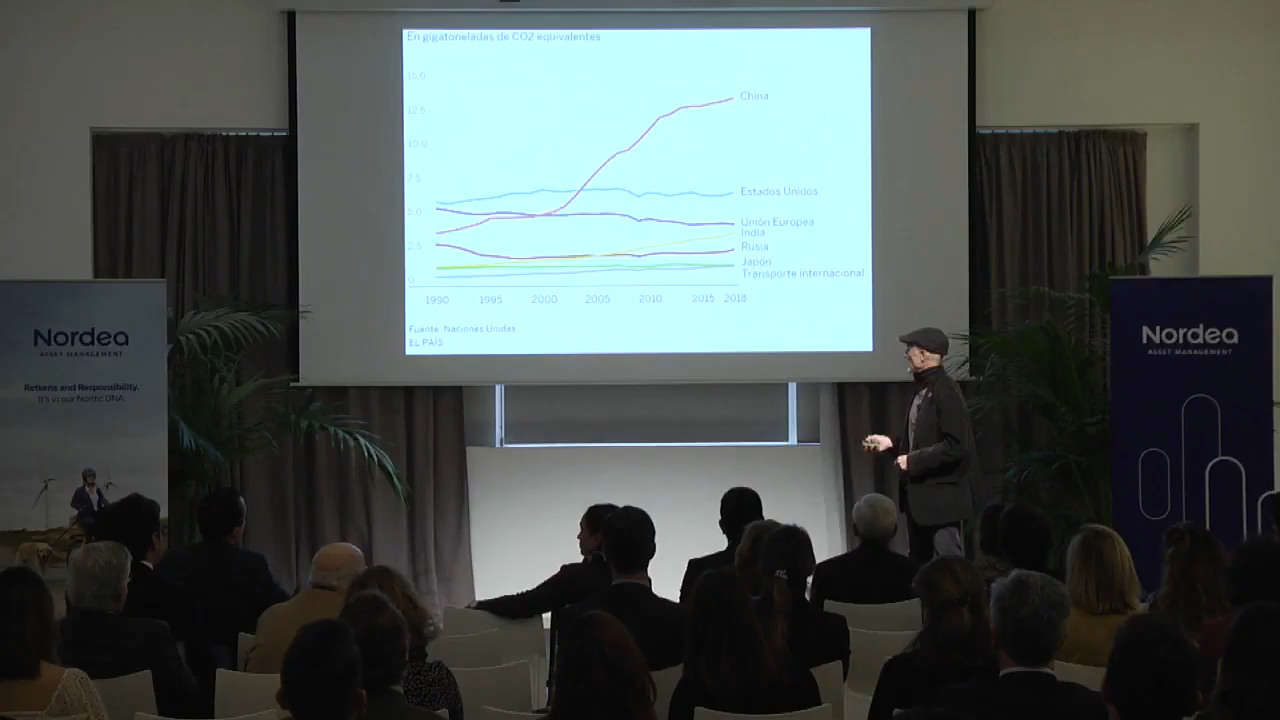 En gigatoneladas de CO2 equivalentes
15,0
12,5
10,0
7,5
5,0
2,5
0
China
Estados Unidos
Unión Europea
India
Rusia
Japón
Transporte internacional
1990 1995 2000 2005 2010 2015 2018
Fuente: Naciones Unidas
EL PAÍS
Nordea
ASSET MANAGEMENT
Returns and Responsibility.
It's in our Nordic DNA.
Nordea
ASSET MANAGEMENT